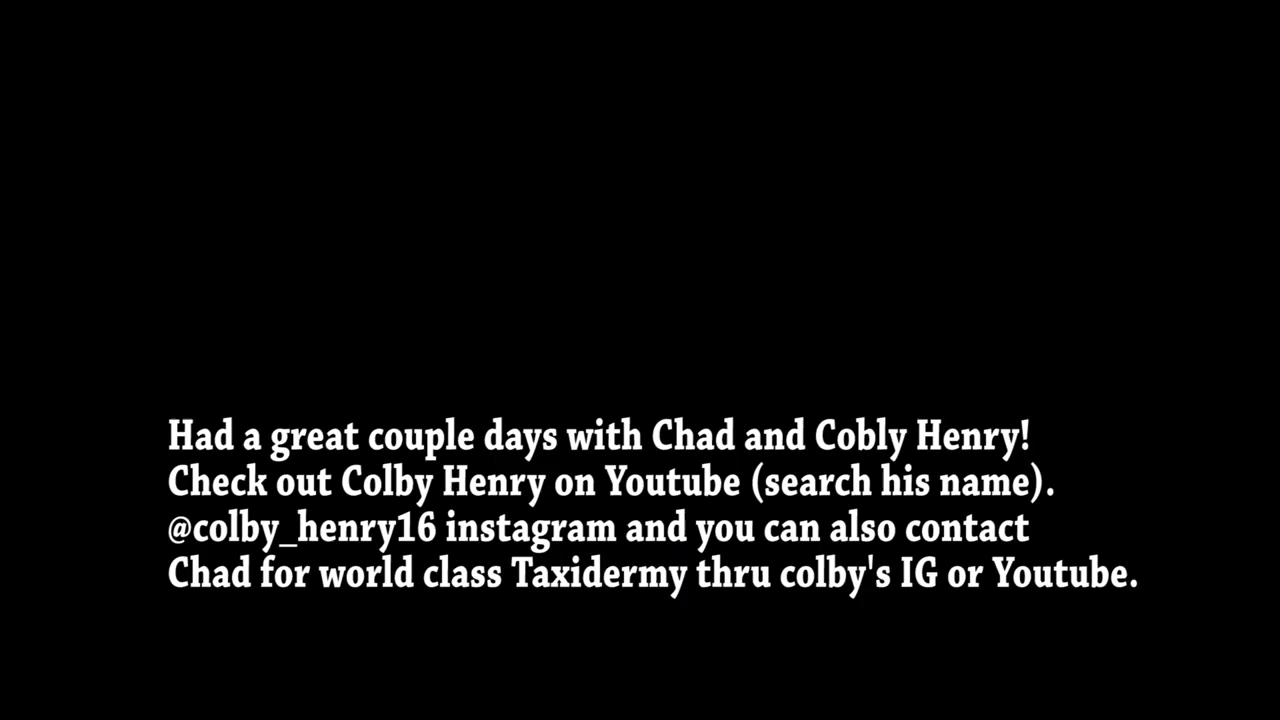 Had a great couple days with Chad and Cobly Henry!
Check out Colby Henry on Youtube (search his name).
@colby_henry16 instagram and you can also contact
Chad for world class Taxidermy thru colby's IG or Youtube.